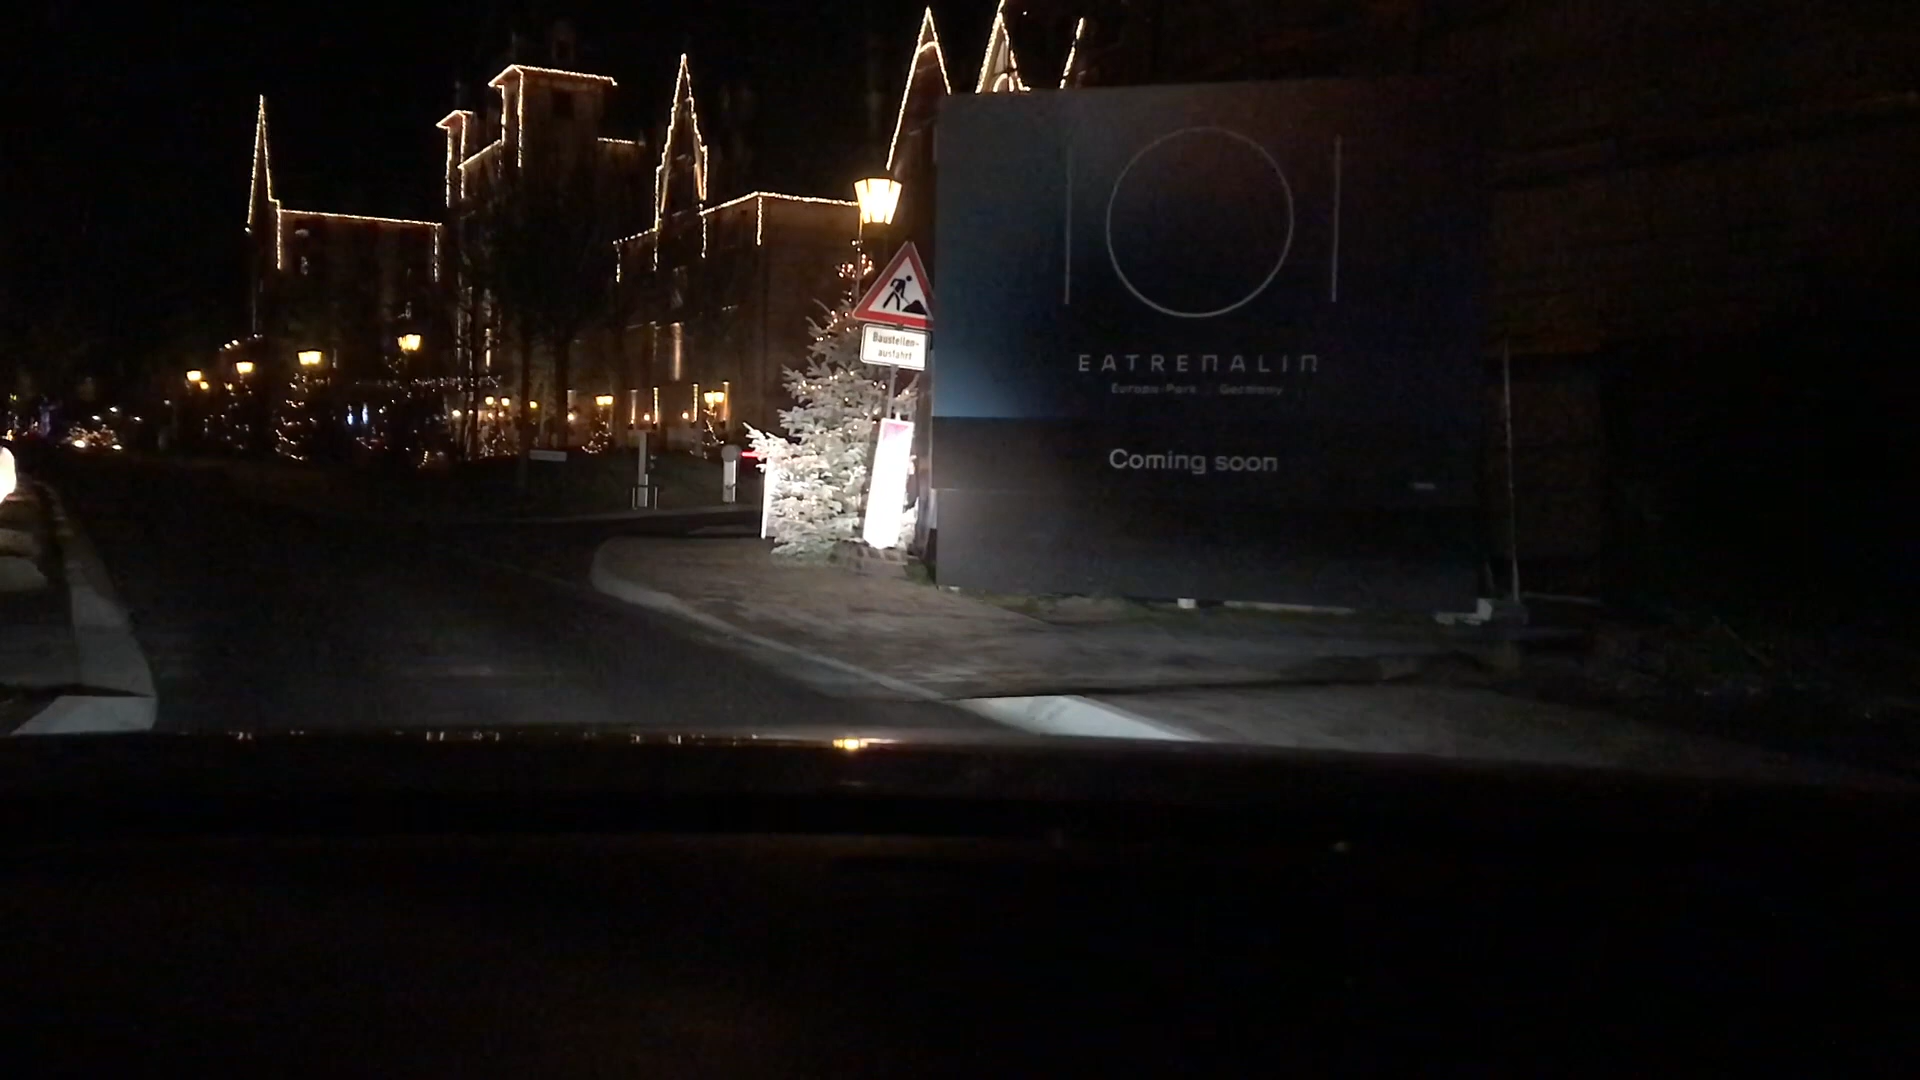 Baustellen-
ausfahrt
EATRENALIN
Europa-Park . Germany
Coming soon